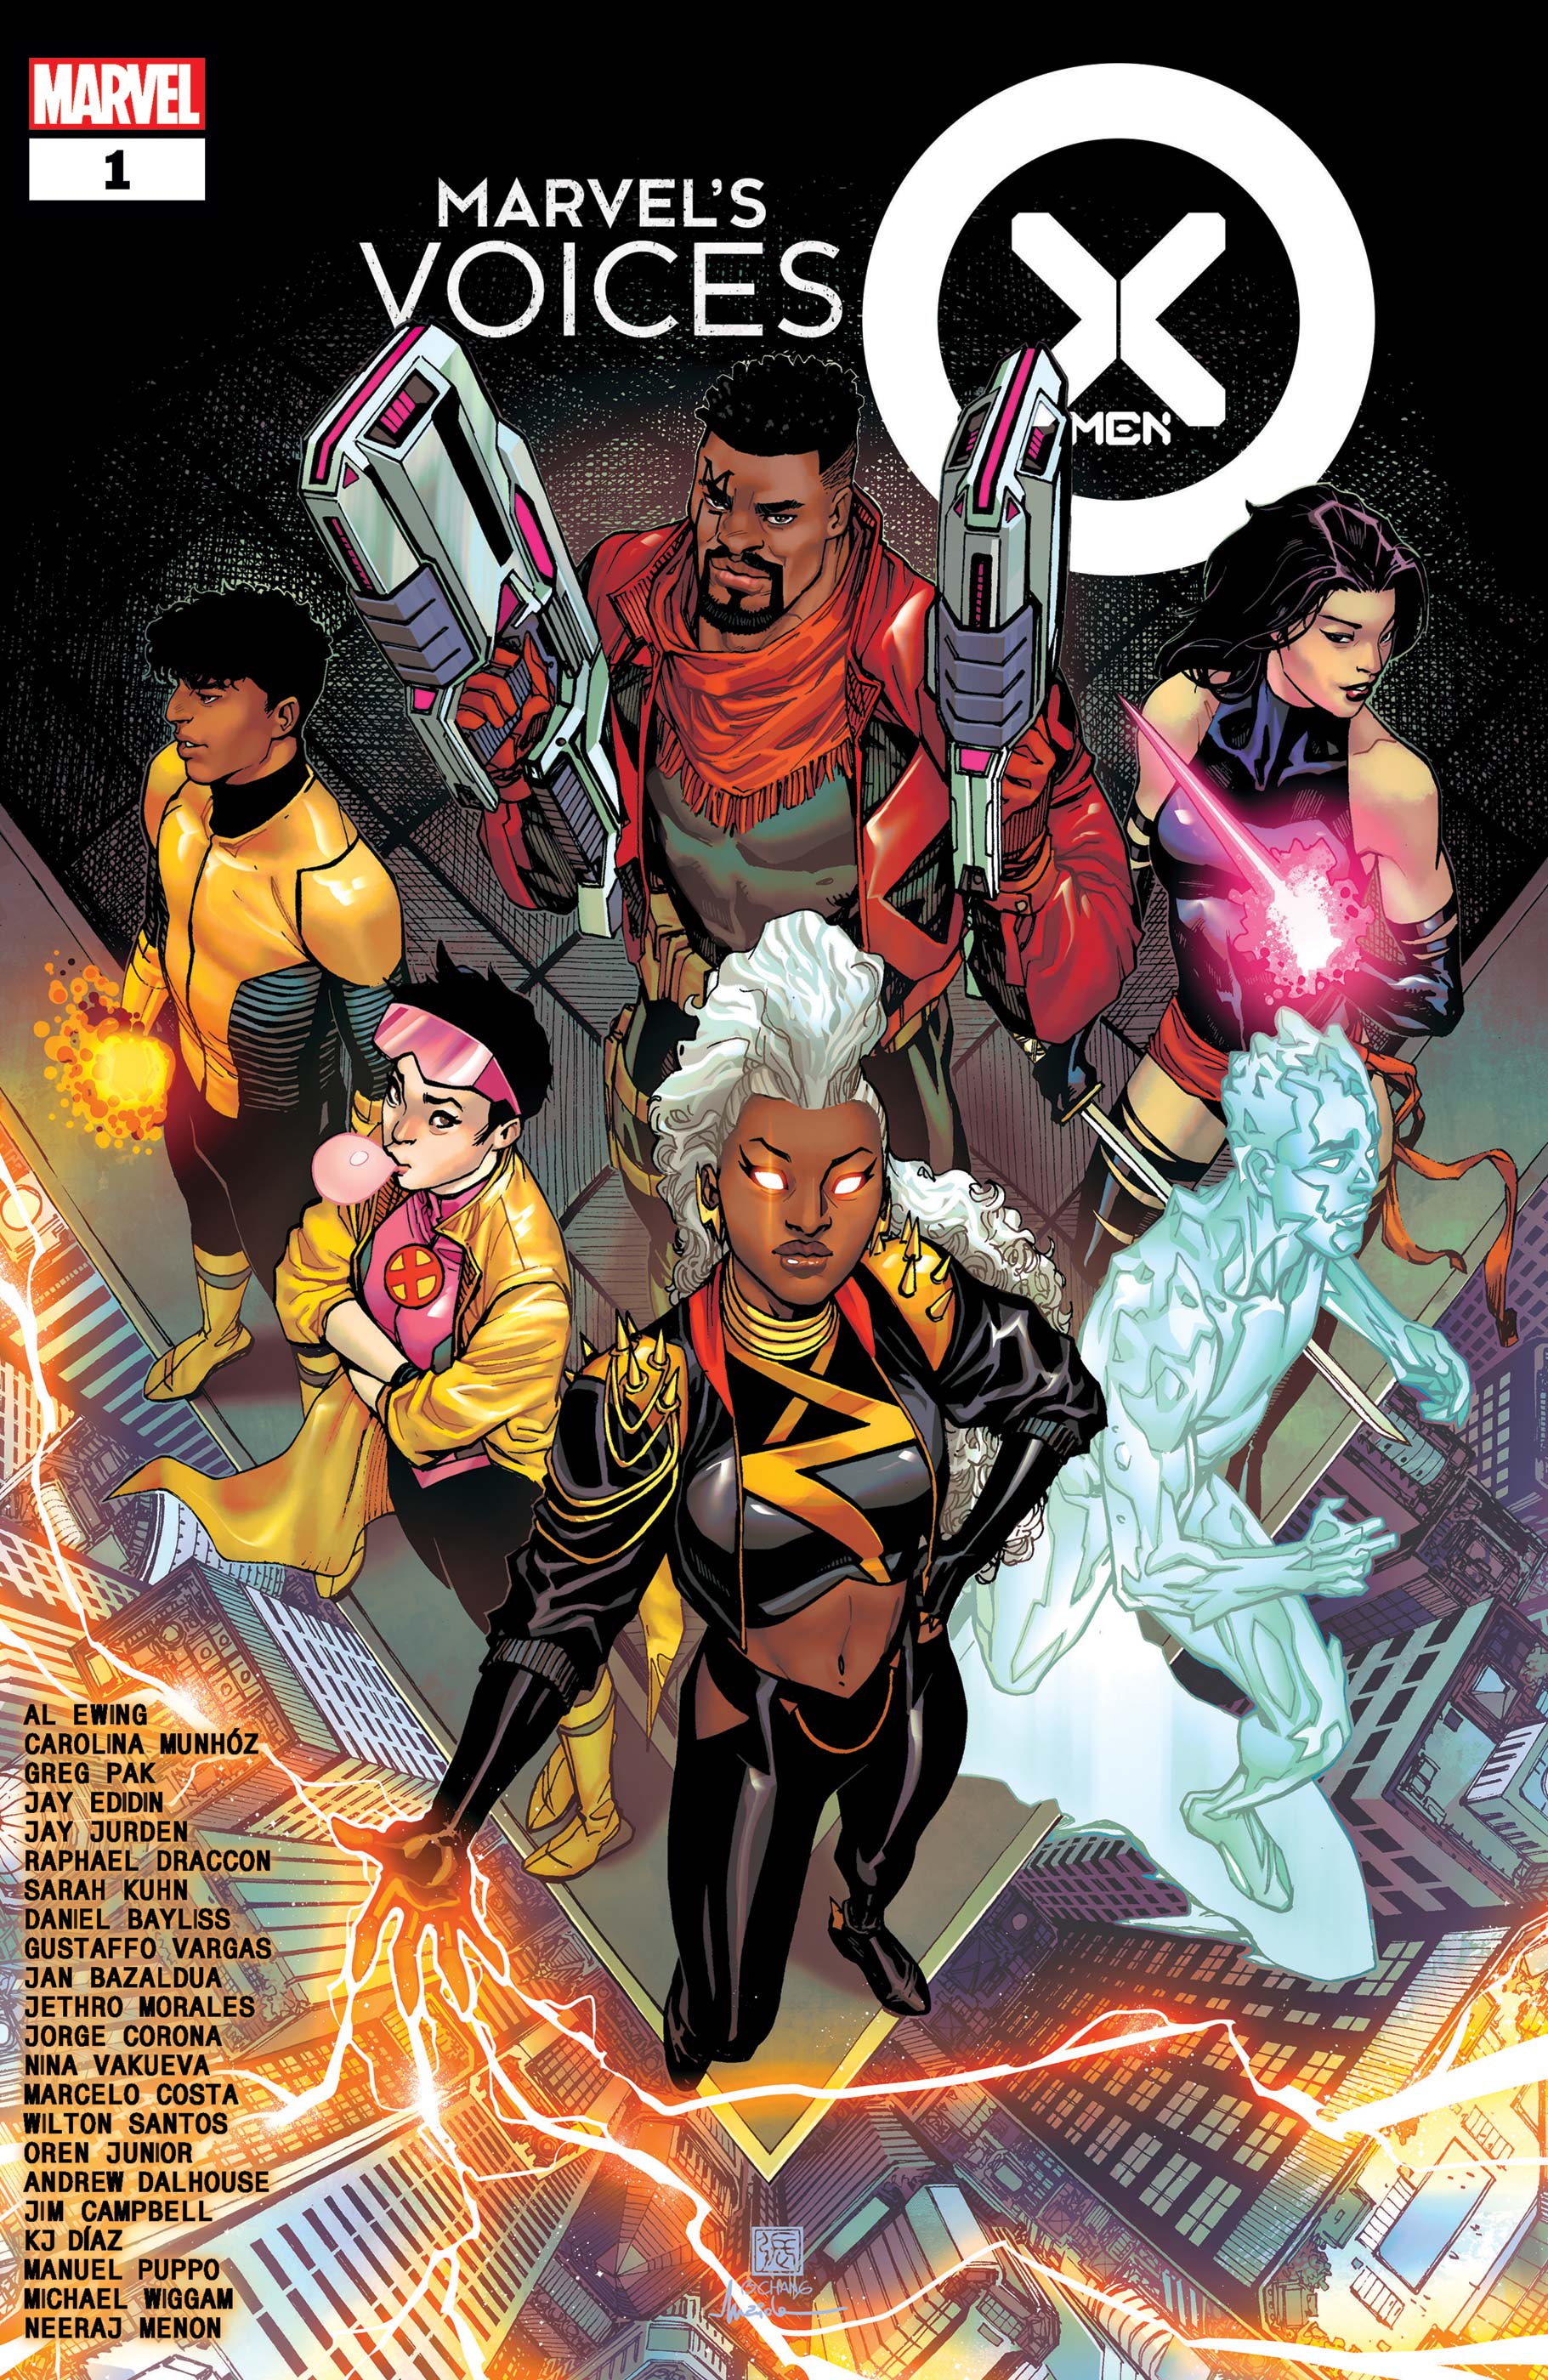 MARVEL
1
MARVEL'S
VOICES
X
MEN
AL EWING
CAROLINA MUNHÓZ
GREG PAK
JAY EDIDIN
JAY JURDEN
RAPHAEL DRACCON
SARAH KUHN
DANIEL BAYLISS
GUSTAFFO VARGAS
JAN BAZALDUA
JETHRO MORALES
JORGE CORONA
NINA VAKUEVA
MARCELO COSTA
WILTON SANTOS
OREN JUNIOR
ANDREW DALHOUSE
JIM CAMPBELL
KJ DÍAZ
MANUEL PUPPO
MICHAEL WIGGAM
NEERAJ MENON
B.CHANG